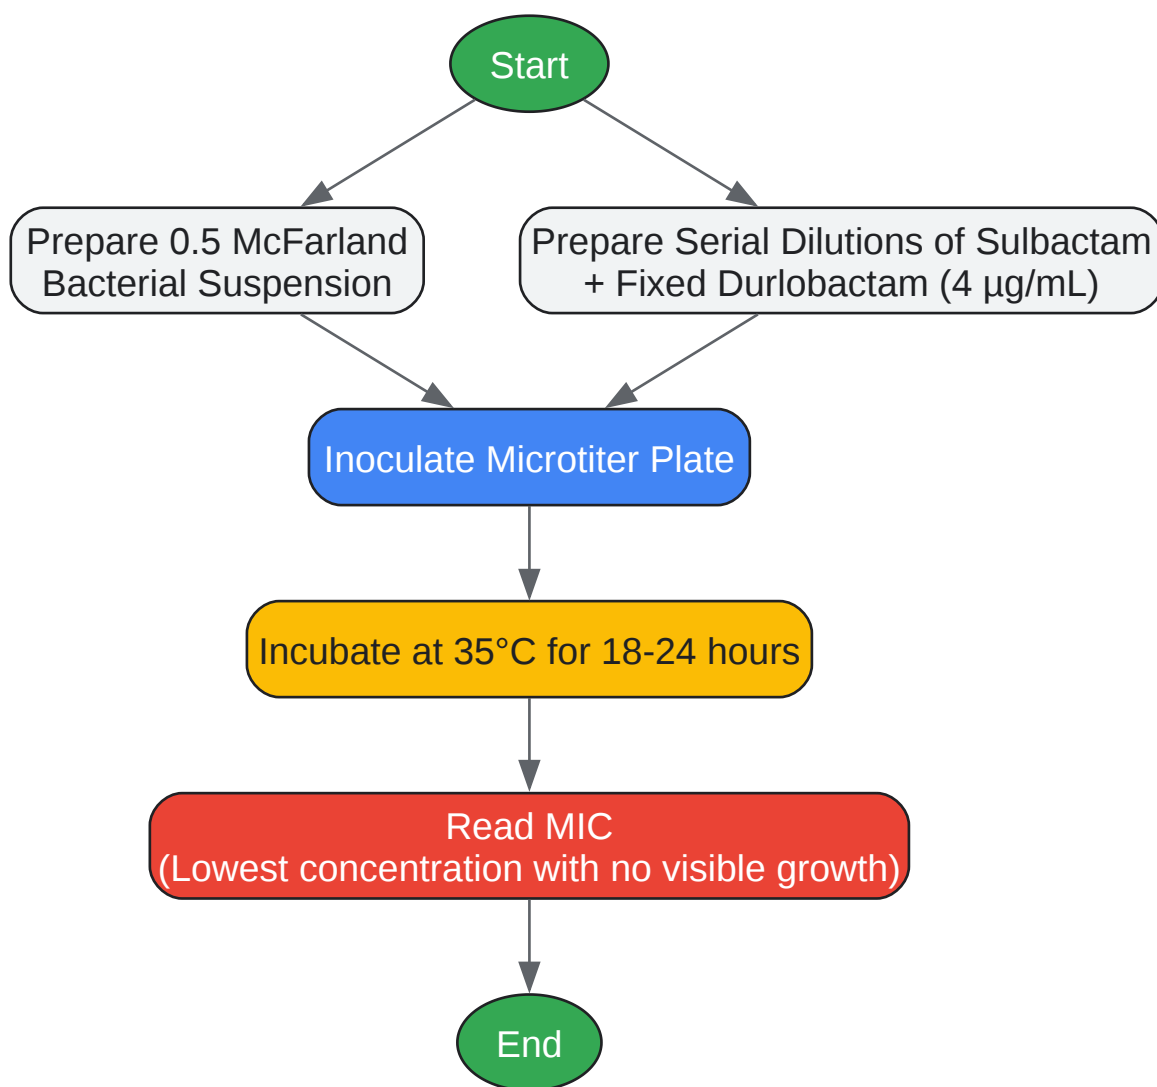 Start
Prepare 0.5 McFarland
Bacterial Suspension
Prepare Serial Dilutions of Sulbactam
+ Fixed Durlobactam (4 µg/mL)
Inoculate Microtiter Plate
Incubate at 35°C for 18-24 hours
Read MIC
(Lowest concentration with no visible growth)
End